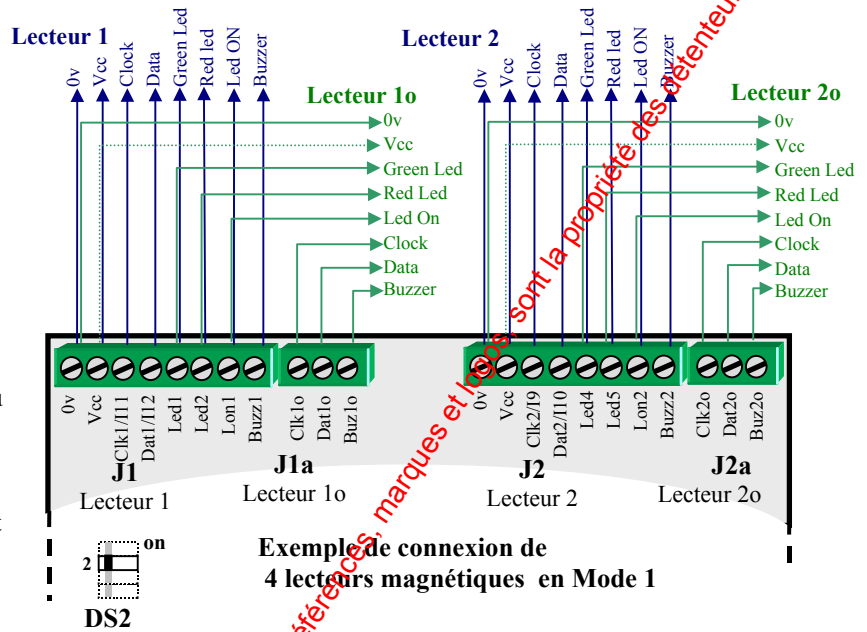 Lecteur 1
0v
Vcc
Clock
Data
Green Led
Red led
Led ON
Buzzer
Lecteur 1o
0v
Vcc
Green Led
Red Led
Led On
Clock
Data
Buzzer
Lecteur 2
0v
Vcc
Clock
Data
Green Led
Red led
Led ON
Buzzer
Lecteur 2o
0v
Vcc
Green Led
Red Led
Led On
Clock
Data
Buzzer
0v
Vcc
Clk1/I11
Dat1/I12
Led1
Led2
Lon1
Buzz1
Clk1o
Dat1o
Buz1o
0v
Vcc
Clk2/I9
Dat2/I10
Led4
Led5
Lon2
Buzz2
Clk2o
Dat2o
Buz2o
J1
Lecteur 1
J1a
Lecteur 1o
J2
Lecteur 2
J2a
Lecteur 2o
on
2
DS2
Exemple de connexion de
4 lecteurs magnétiques en Mode 1
éférences, marques et logos, sont la propriété des détenteu